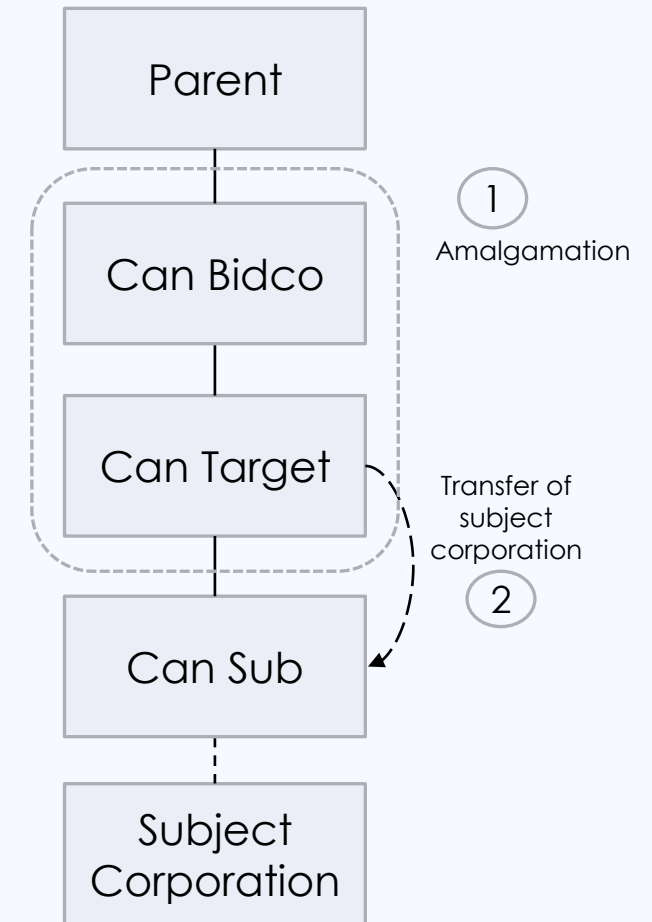 Parent
1
Amalgamation
Can Bidco
Can Target
Transfer of
subject
corporation
2
Can Sub
Subject
Corporation